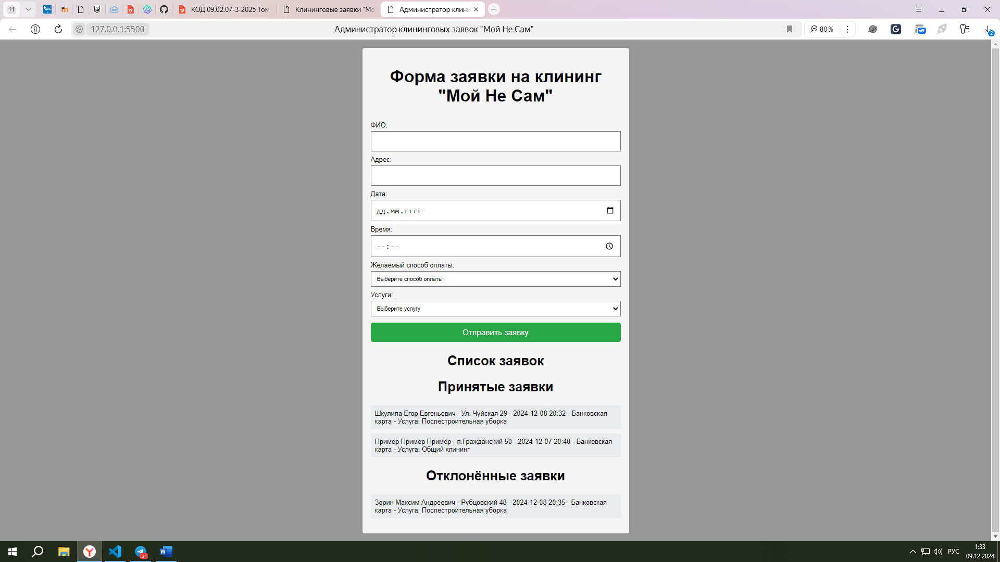 11
КОД 09.02.07-3-2025 Том
Клининговые заявки "Мо
Администратор клини
127.0.0.1:5500
Администратор клининговых заявок "Мой Не Сам"
80 %
off
2
Форма заявки на клининг
"Мой Не Сам"
ФИО:
Адрес:
Дата:
дд.мм.гггг
Время:
--:--
Желаемый способ оплаты:
Выберите способ оплаты
Услуги:
Выберите услугу
Отправить заявку
Список заявок
Принятые заявки
Шкулипа Егор Евгеньевич - Ул. Чуйская 29 - 2024-12-08 20:32 - Банковская
карта - Услуга: Послестроительная уборка
Пример Пример Пример - п.Гражданский 50 - 2024-12-07 20:40 - Банковская
карта - Услуга: Общий клининг
Отклонённые заявки
Зорин Максим Андреевич - Рубцовский 48 - 2024-12-08 20:35 - Банковская
карта - Услуга: Послестроительная уборка
31
РУС
1:33
09.12.2024